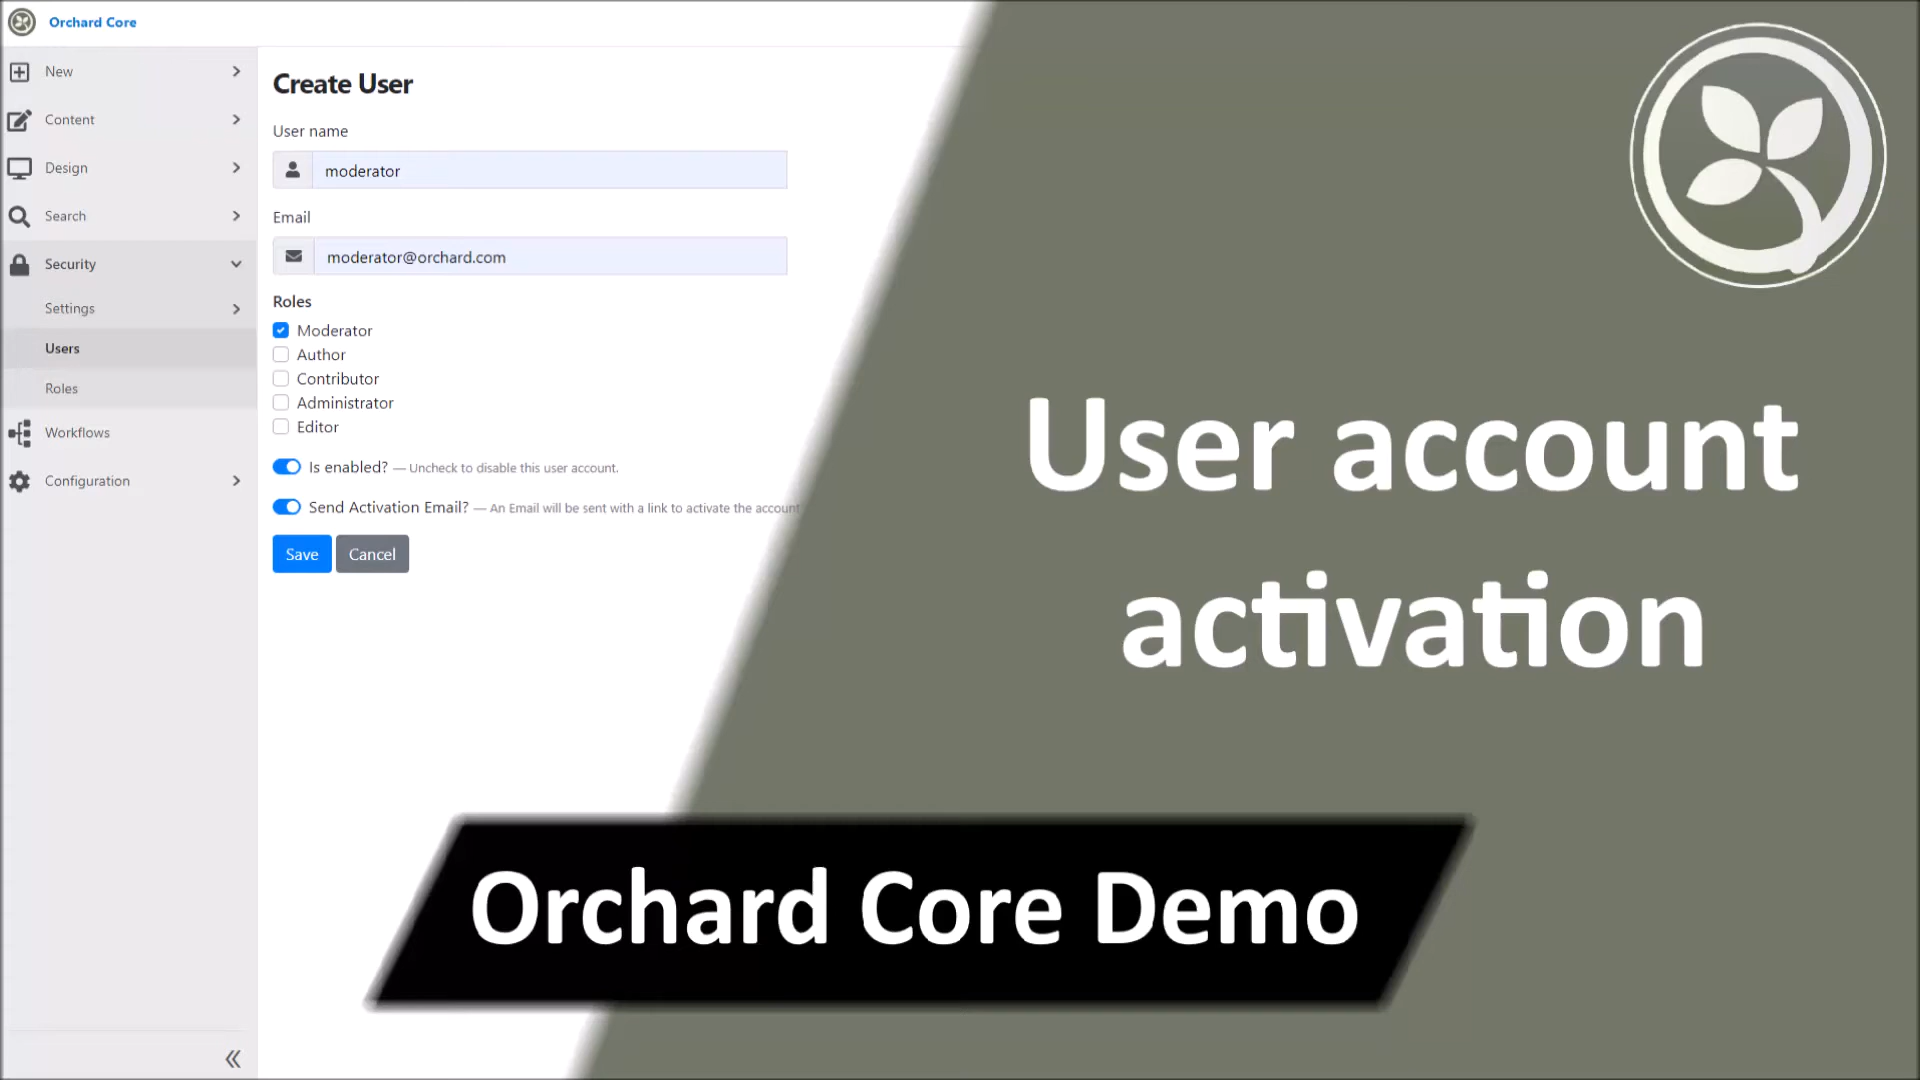 Orchard Core
New
Content
Design
Search
Security
Settings
Users
Roles
Workflows
Configuration
Create User
User name
moderator
Email
moderator@orchard.com
Roles
Moderator
Author
Contributor
Administrator
Editor
Is enabled? — Uncheck to disable this user account.
Send Activation Email? — An Email will be sent with a link to activate the account
Save Cancel
User account
activation
Orchard Core Demo